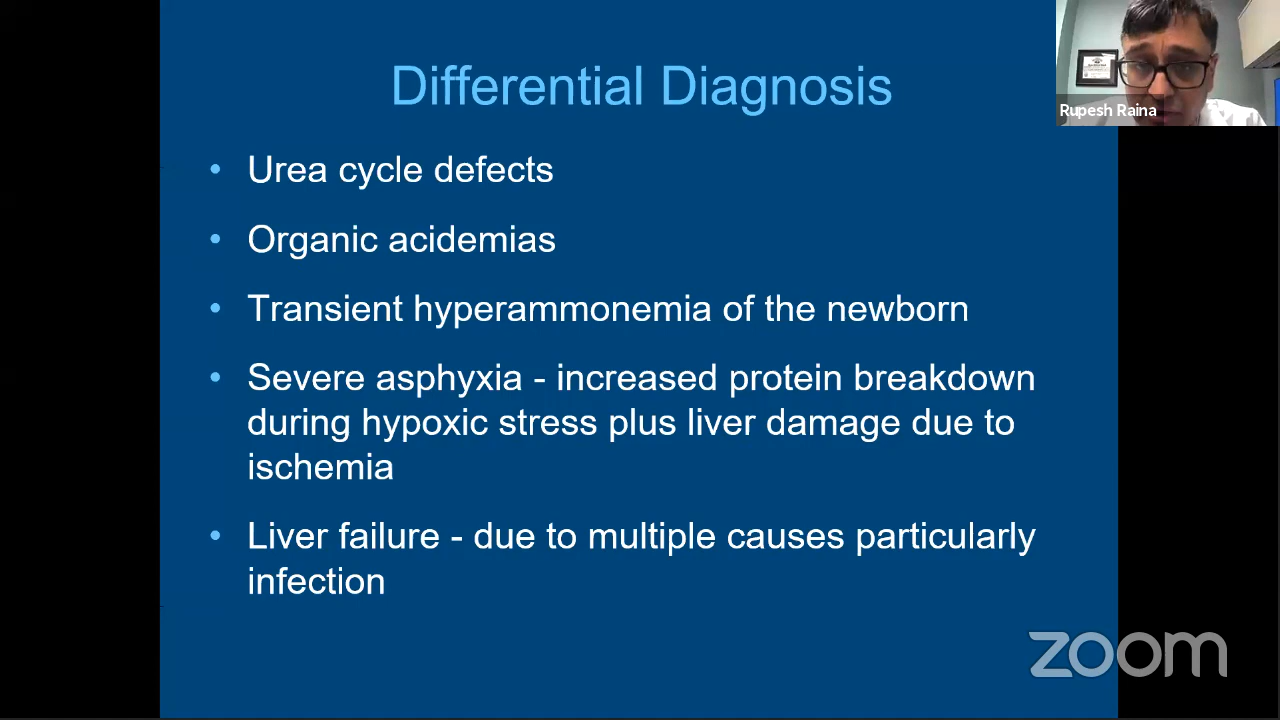 Differential Diagnosis
Rupesh Raina
• Urea cycle defects
• Organic acidemias
• Transient hyperammonemia of the newborn
• Severe asphyxia - increased protein breakdown
during hypoxic stress plus liver damage due to
ischemia
• Liver failure - due to multiple causes particularly
infection
zoom